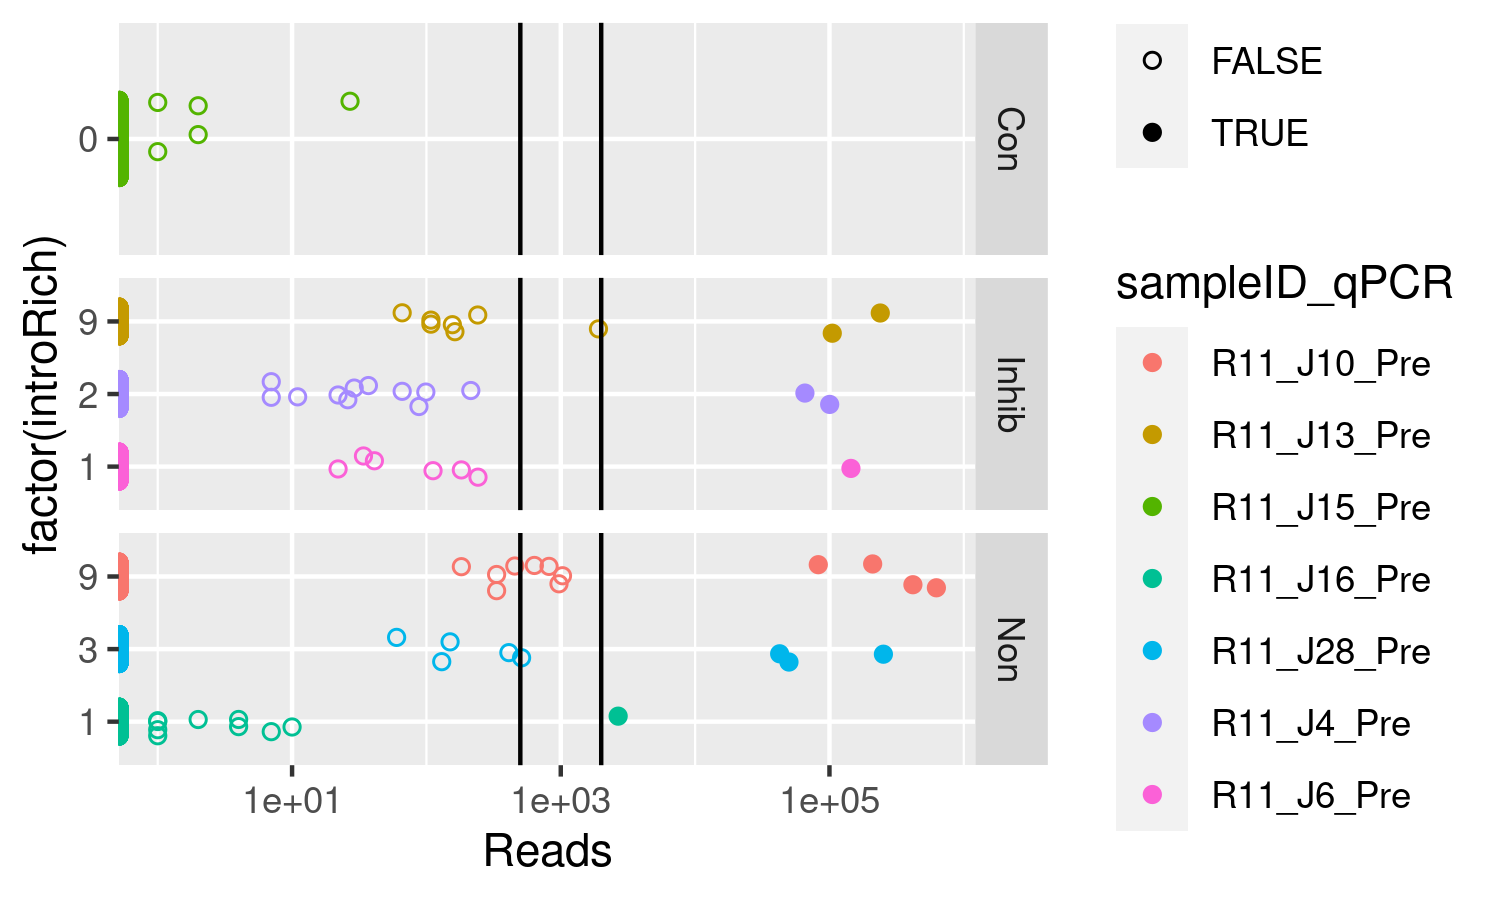 0
Con
9
2
1
Inhib
9
3
1
Non
1e+01
1e+03
1e+05
Reads
factor(introRich)
FALSE
TRUE
sampleID_qPCR
R11_J10_Pre
R11_J13_Pre
R11_J15_Pre
R11_J16_Pre
R11_J28_Pre
R11_J4_Pre
R11_J6_Pre